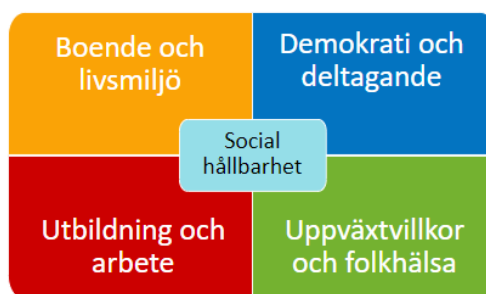 Boende och
livsmiljö
Demokrati och
deltagande
Social
hållbarhet
Utbildning och
arbete
Uppväxtvillkor
och folkhälsa